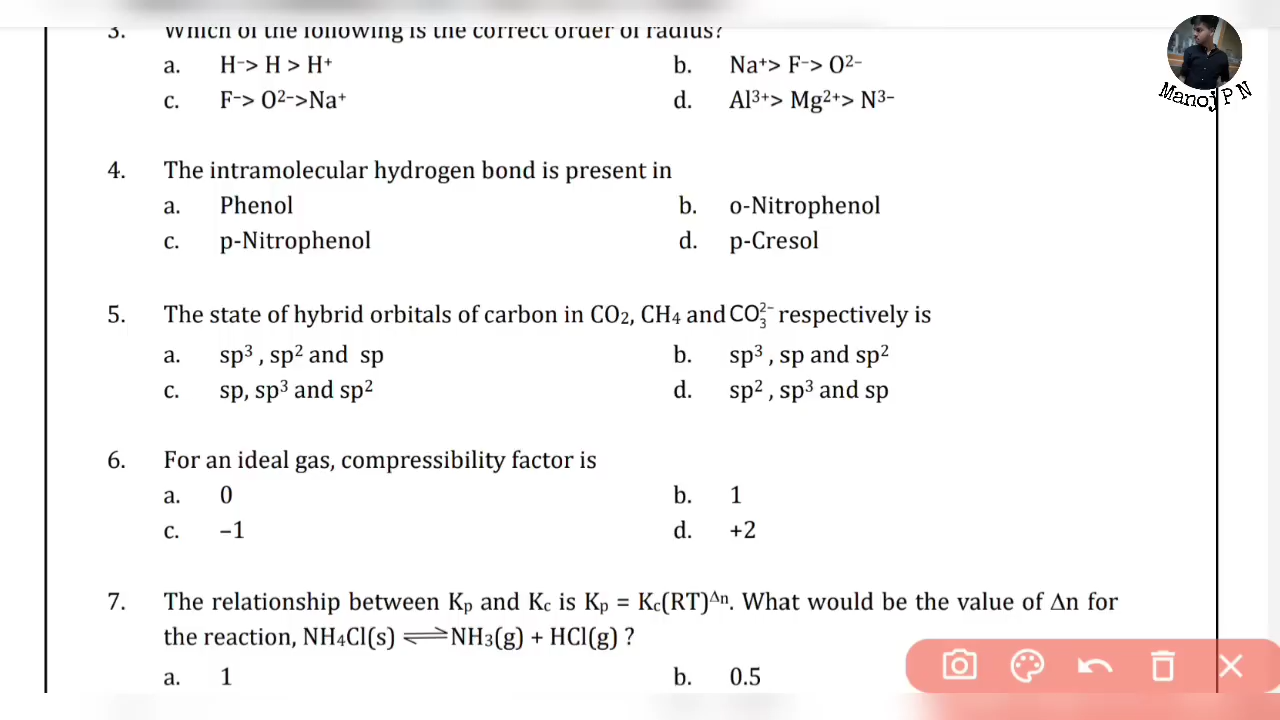 3. Which of the following is the correct order of radius?
a. H⁻> H > H⁺ b. Na⁺> F⁻> O²⁻
c. F⁻> O²⁻>Na⁺ d. Al³⁺> Mg²⁺> N³⁻
Manoj P N
4. The intramolecular hydrogen bond is present in
a. Phenol b. o-Nitrophenol
c. p-Nitrophenol d. p-Cresol
5. The state of hybrid orbitals of carbon in CO₂, CH₄ and CO₃²⁻ respectively is
a. sp³ , sp² and sp b. sp³ , sp and sp²
c. sp, sp³ and sp² d. sp² , sp³ and sp
6. For an ideal gas, compressibility factor is
a. 0 b. 1
c. –1 d. +2
7. The relationship between Kₚ and K꜀ is Kₚ = K꜀(RT)^Δn. What would be the value of Δn for
the reaction, NH₄Cl(s) ⇌ NH₃(g) + HCl(g) ?
a. 1 b. 0.5